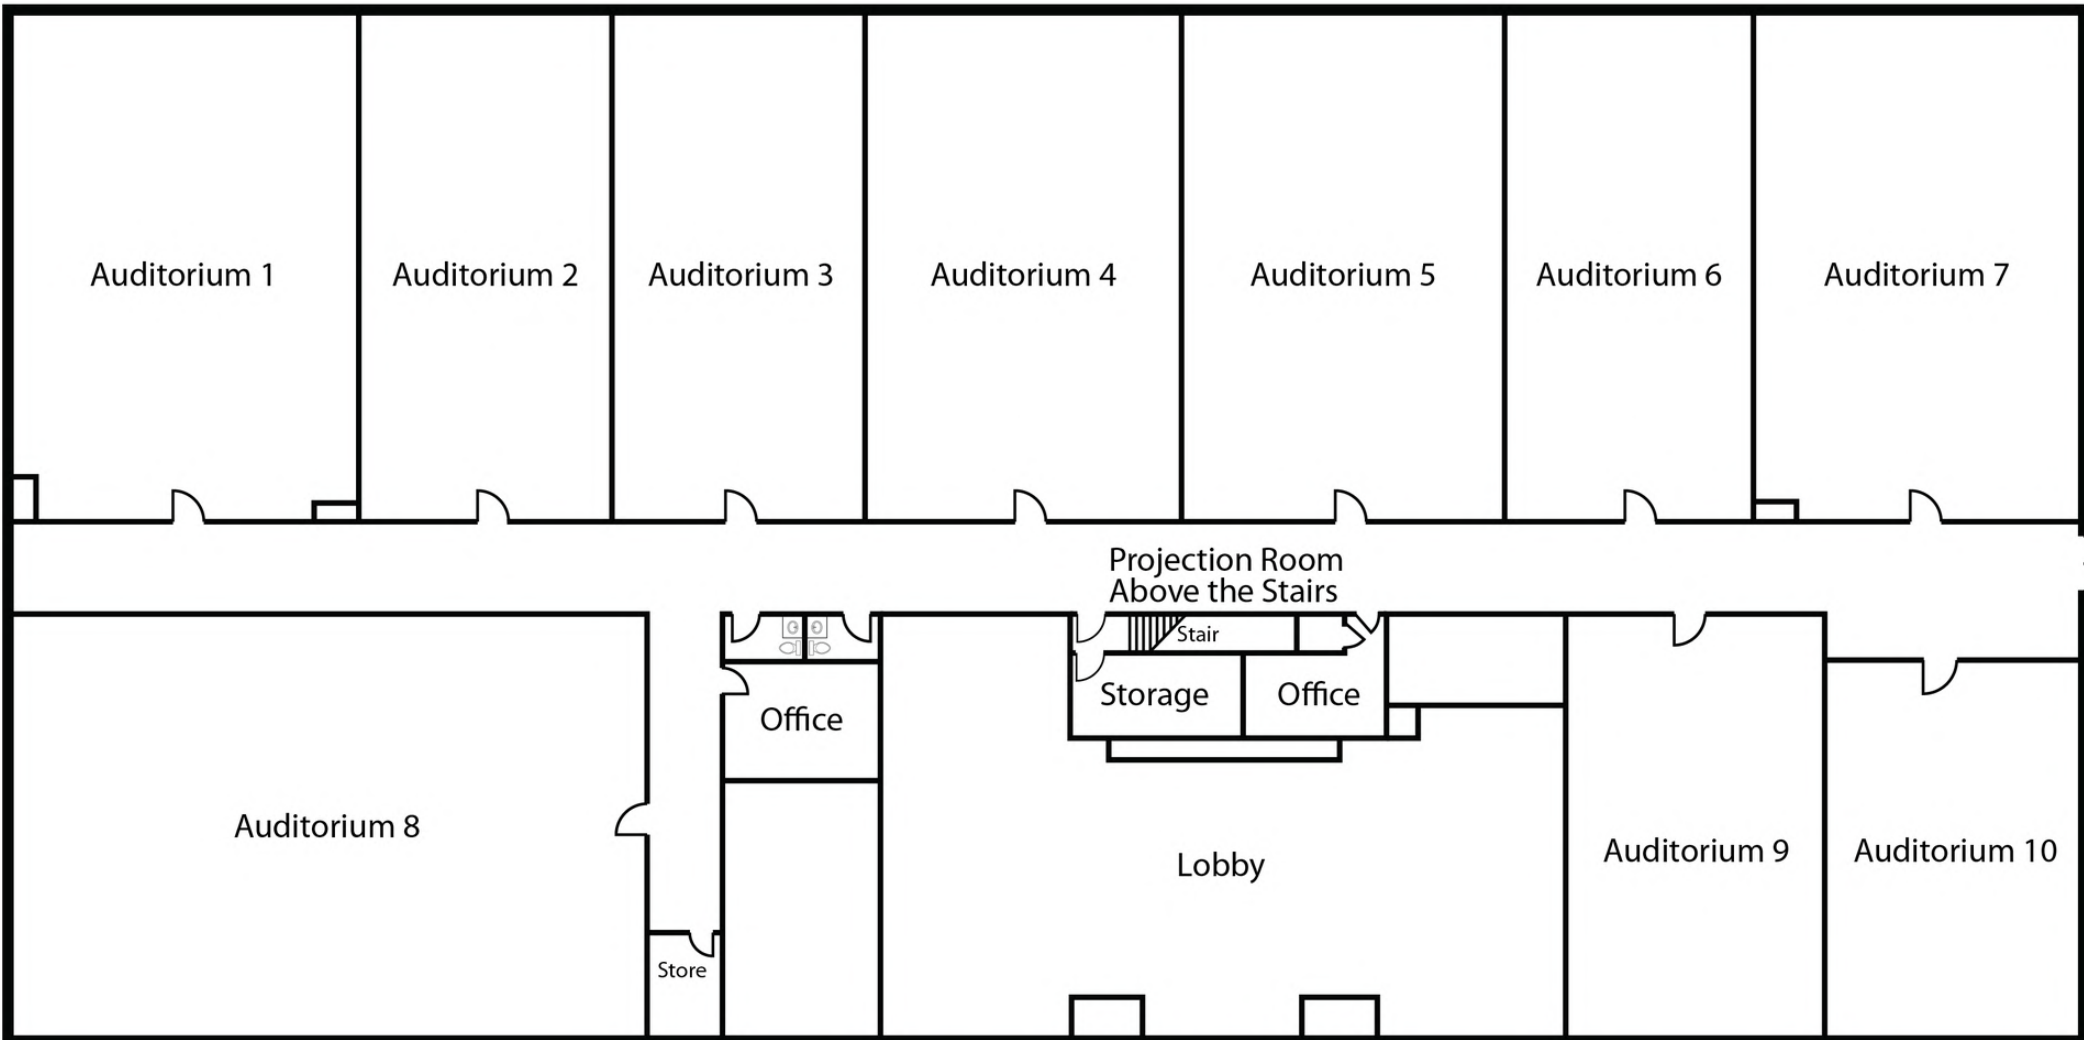 Auditorium 1
Auditorium 2
Auditorium 3
Auditorium 4
Auditorium 5
Auditorium 6
Auditorium 7
Projection Room
Above the Stairs
Stair
Storage
Office
Office
Auditorium 8
Lobby
Auditorium 9
Auditorium 10
Store